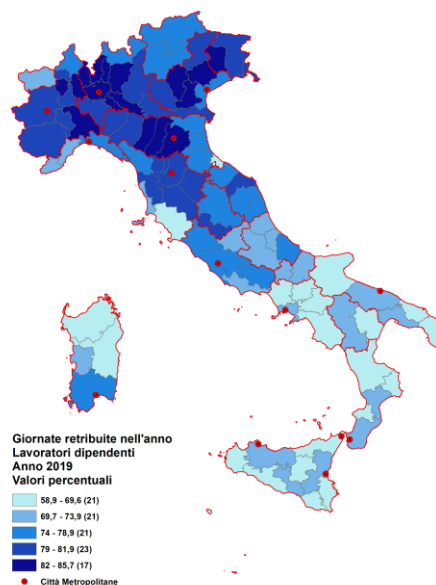 Giornate retribuite nell'anno
Lavoratori dipendenti
Anno 2019
Valori percentuali
58,9 - 69,6 (21)
69,7 - 73,9 (21)
74 - 78,9 (21)
79 - 81,9 (23)
82 - 85,7 (17)
Città Metropolitane